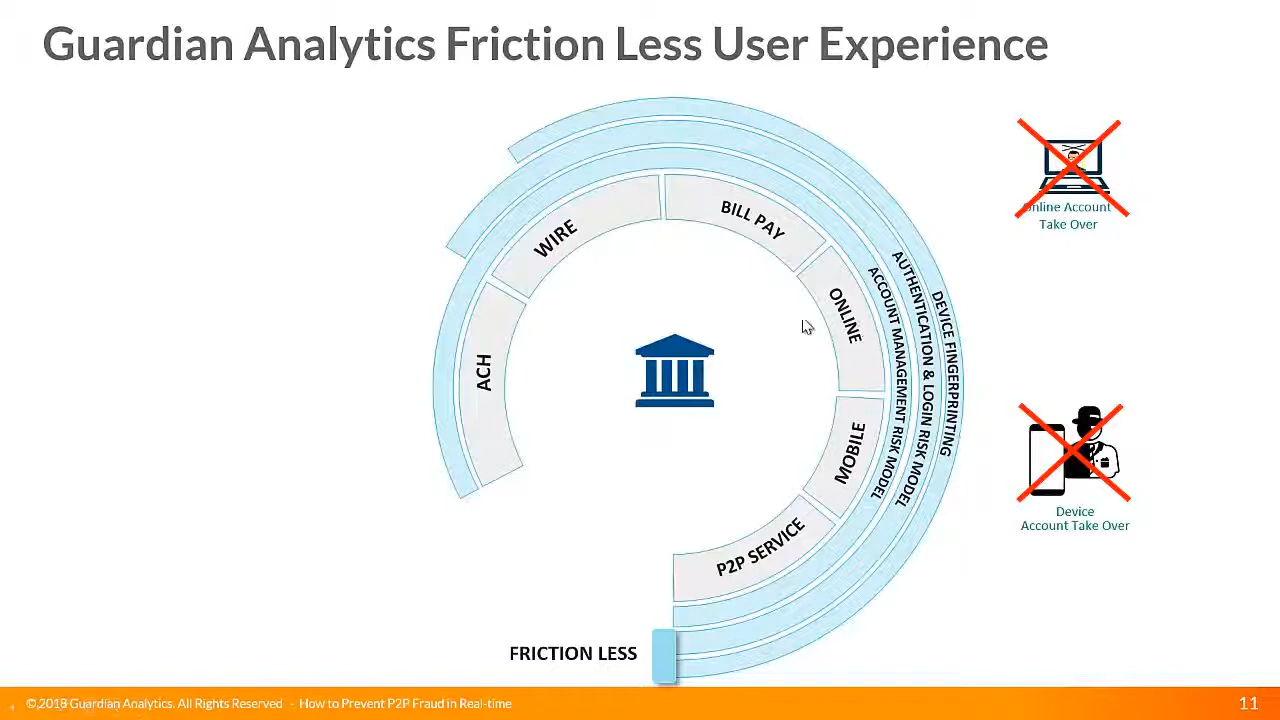 Guardian Analytics Friction Less User Experience
WIRE
BILL PAY
ACH
ONLINE
MOBILE
P2P SERVICE
ACCOUNT MANAGEMENT RISK MODEL
AUTHENTICATION & LOGIN RISK MODEL
DEVICE FINGERPRINTING
Online Account
Take Over
Device
Account Take Over
FRICTION LESS
©2018 Guardian Analytics. All Rights Reserved - How to Prevent P2P Fraud in Real-time
11